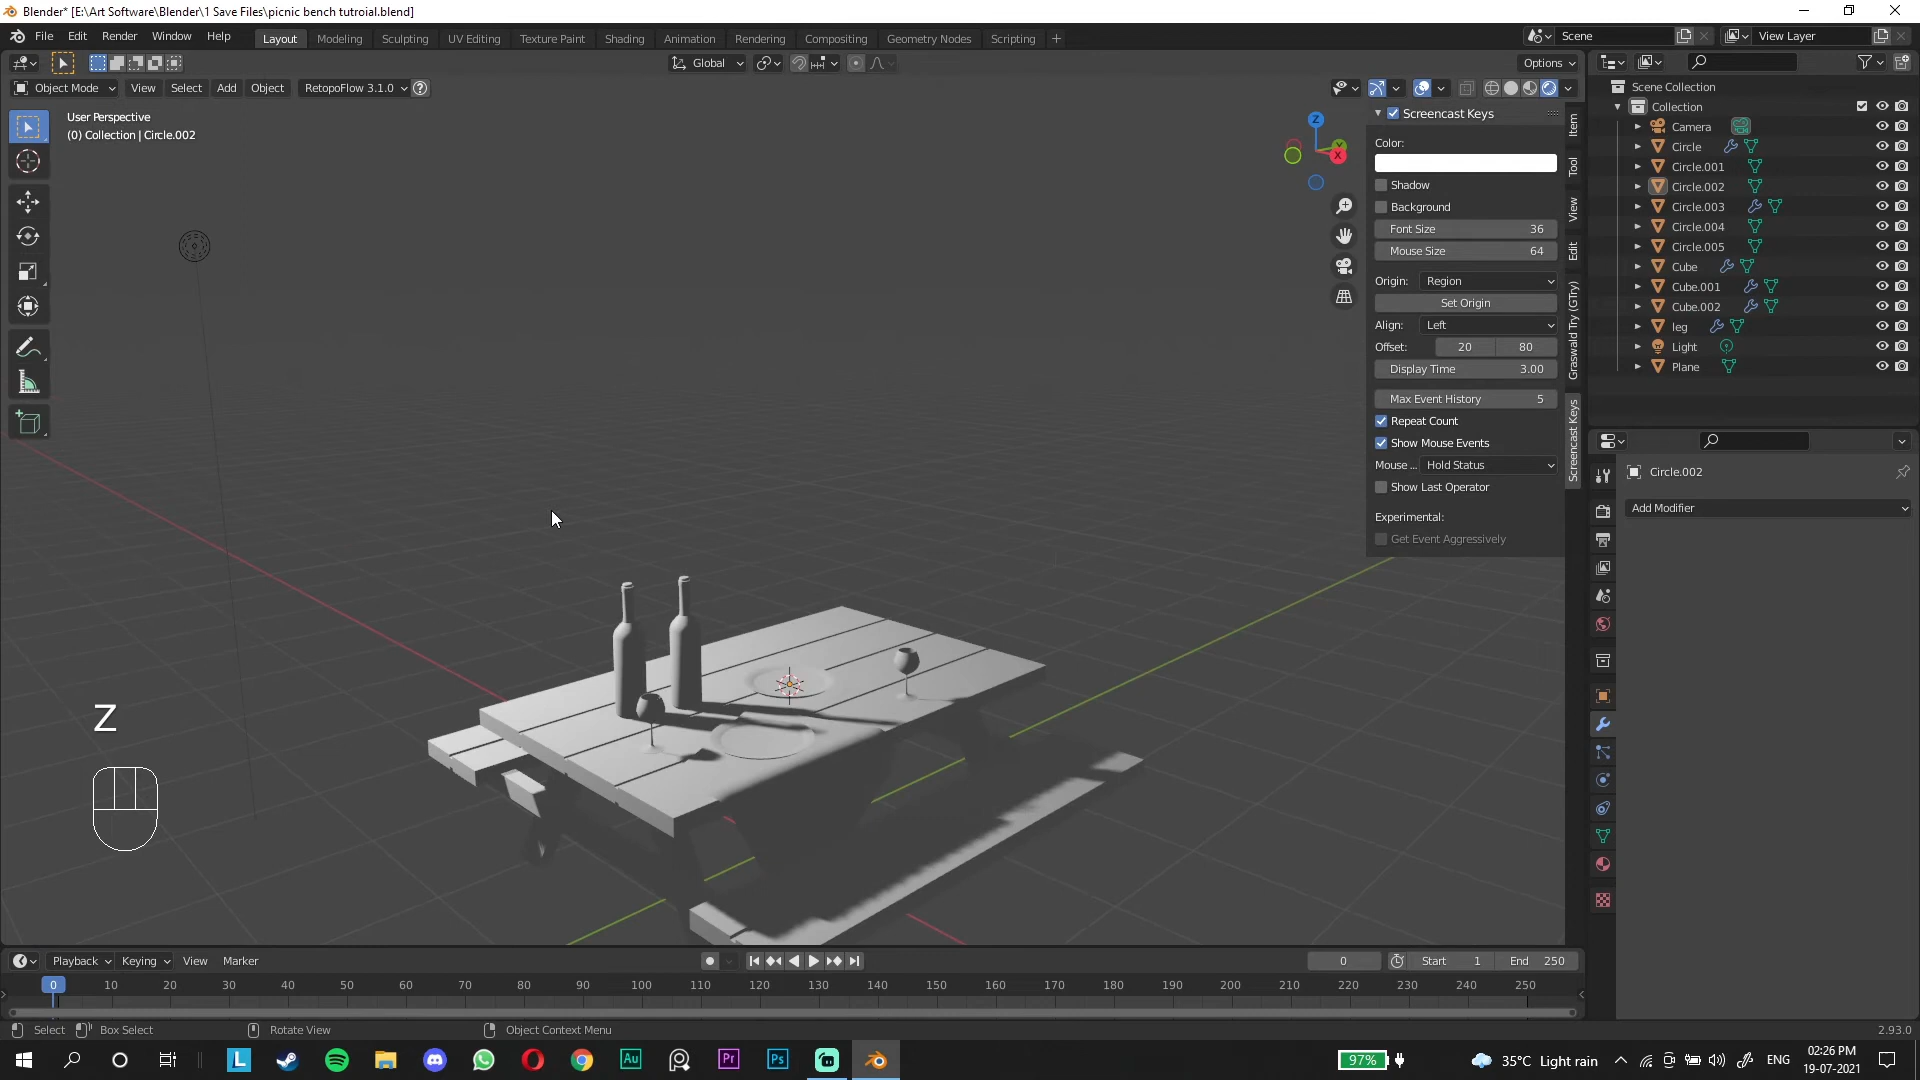 Blender* [E:\Art Software\Blender\1 Save Files\picnic bench tutroial.blend]
File Edit Render Window Help Layout Modeling Sculpting UV Editing Texture Paint Shading Animation Rendering Compositing Geometry Nodes Scripting + Scene View Layer
Global Options
Object Mode View Select Add Object RetopoFlow 3.1.0
User Perspective
(0) Collection | Circle.002
Z
X
Screencast Keys
Color:
Shadow
Background
Font Size 36
Mouse Size 64
Origin: Region
Set Origin
Align: Left
Offset: 20 80
Display Time 3.00
Max Event History 5
Repeat Count
Show Mouse Events
Mouse ... Hold Status
Show Last Operator
Experimental:
Get Event Aggressively
Item
Tool
View
Edit
Graswald Try (GTry)
Screencast Keys
Scene Collection
Collection
Camera
Circle
Circle.001
Circle.002
Circle.003
Circle.004
Circle.005
Cube
Cube.001
Cube.002
leg
Light
Plane
Circle.002
Add Modifier
Z
Playback Keying View Marker 0 Start 1 End 250
0 10 20 30 40 50 60 70 80 90 100 110 120 130 140 150 160 170 180 190 200 210 220 230 240 250
Select Box Select Rotate View Object Context Menu 2.93.0
L Au Pr Ps 97% 35°C Light rain ENG 02:26 PM
19-07-2021